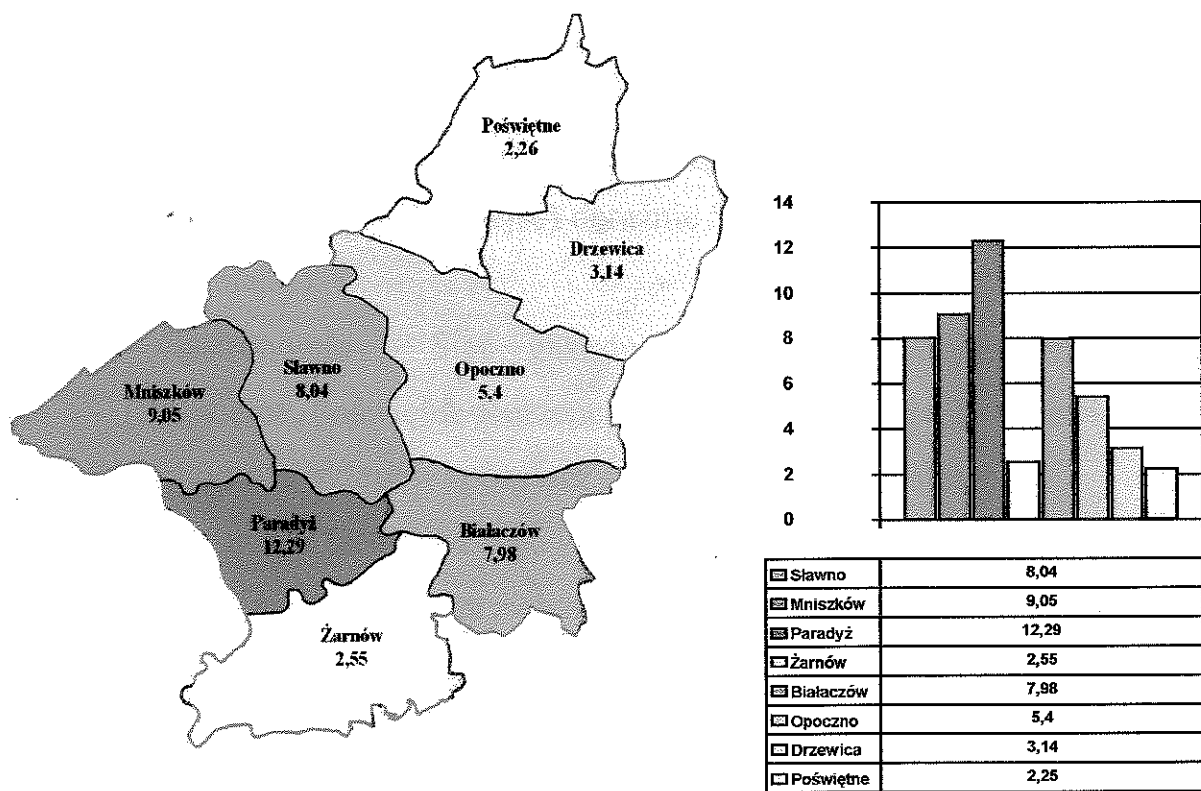 Poświętne
2,26
Drzewica
3,14
Sławno
8,04
Opoczno
5,4
Mniszków
9,05
Paradyż
12,29
Białaczów
7,98
Żarnów
2,55
14
12
10
8
6
4
2
0
Sławno 8,04
Mniszków 9,05
Paradyż 12,29
Żarnów 2,55
Białaczów 7,98
Opoczno 5,4
Drzewica 3,14
Poświętne 2,25